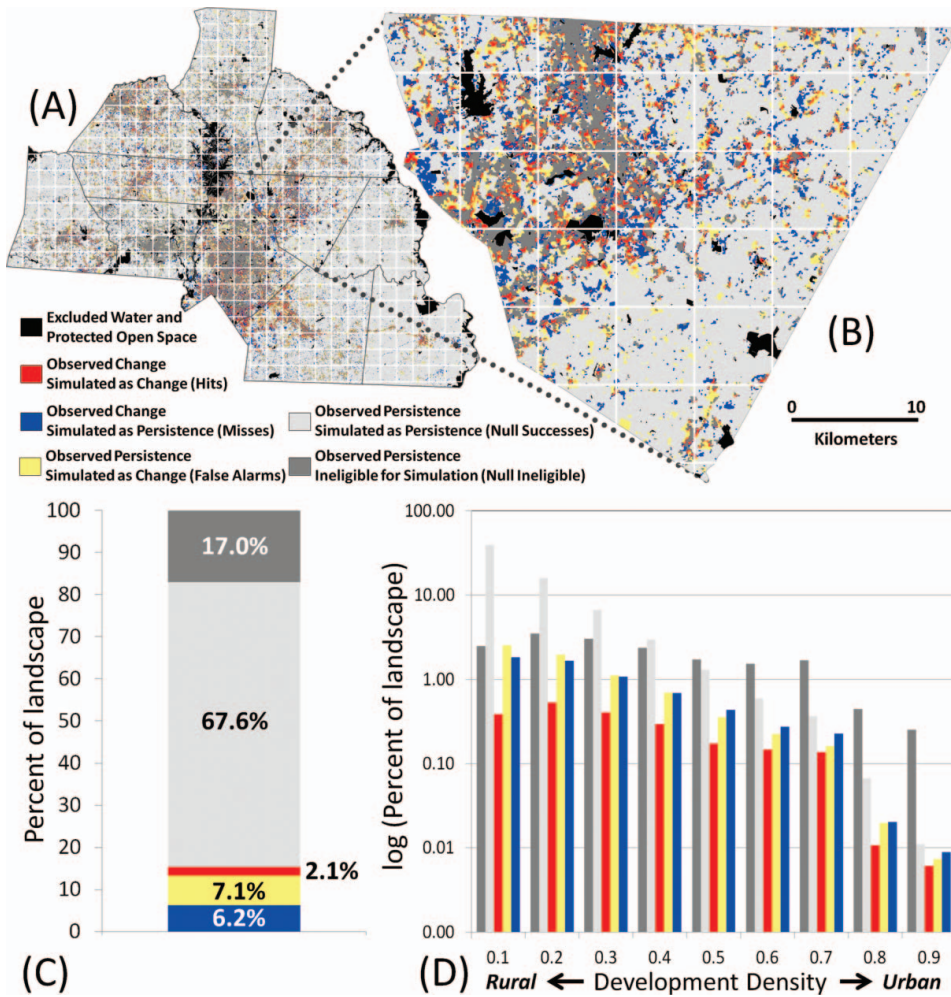 (A)
(B)
Excluded Water and
Protected Open Space
Observed Change
Simulated as Change (Hits)
Observed Change
Simulated as Persistence (Misses)
Observed Persistence
Simulated as Change (False Alarms)
Observed Persistence
Simulated as Persistence (Null Successes)
Observed Persistence
Ineligible for Simulation (Null Ineligible)
0 10
Kilometers
Percent of landscape
100
90
80
70
60
50
40
30
20
10
0
17.0%
67.6%
2.1%
7.1%
6.2%
(C)
log (Percent of landscape)
100.00
10.00
1.00
0.10
0.01
0.00
0.1 0.2 0.3 0.4 0.5 0.6 0.7 0.8 0.9
(D)
Rural ← Development Density → Urban